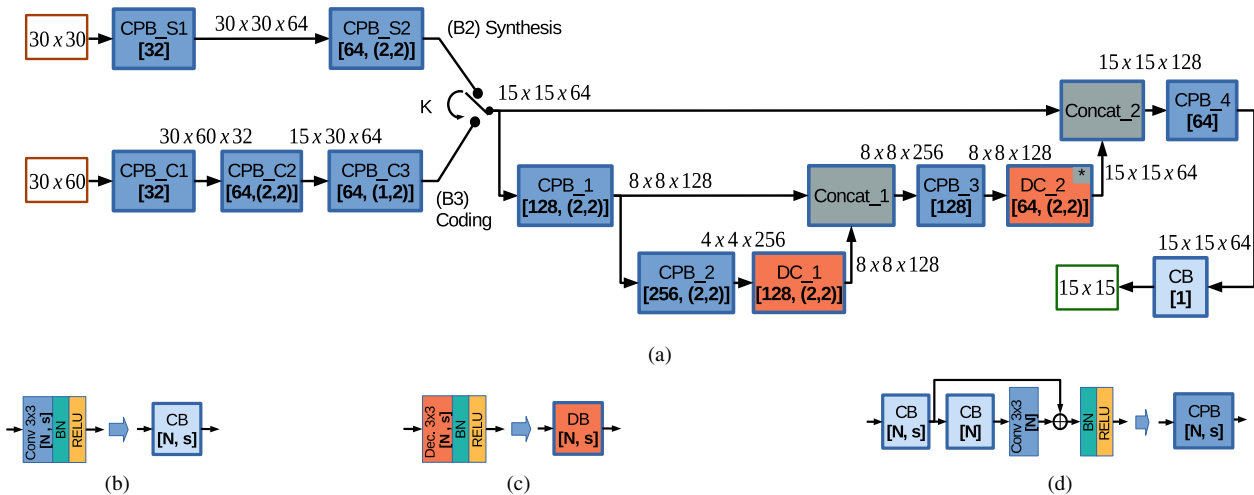 30 x 30
CPB_S1
[32]
30 x 30 x 64
CPB_S2
[64, (2,2)]
(B2) Synthesis
K
15 x 15 x 64
30 x 60
CPB_C1
[32]
30 x 60 x 32
CPB_C2
[64,(2,2)]
15 x 30 x 64
CPB_C3
[64, (1,2)]
(B3)
Coding
CPB_1
[128, (2,2)]
8 x 8 x 128
CPB_2
[256, (2,2)]
4 x 4 x 256
DC_1
[128, (2,2)]
8 x 8 x 128
Concat_1
8 x 8 x 256
CPB_3
[128]
8 x 8 x 128
DC_2
*
[64, (2,2)]
15 x 15 x 64
Concat_2
15 x 15 x 128
CPB_4
[64]
15 x 15 x 64
CB
[1]
15 x 15
(a)
Conv 3x3
[N, s]
BN
RELU
CB
[N, s]
(b)
Dec. 3x3
[N, s]
BN
RELU
DB
[N, s]
(c)
CB
[N, s]
CB
[N]
Conv 3x3
[N]
BN
RELU
CPB
[N, s]
(d)